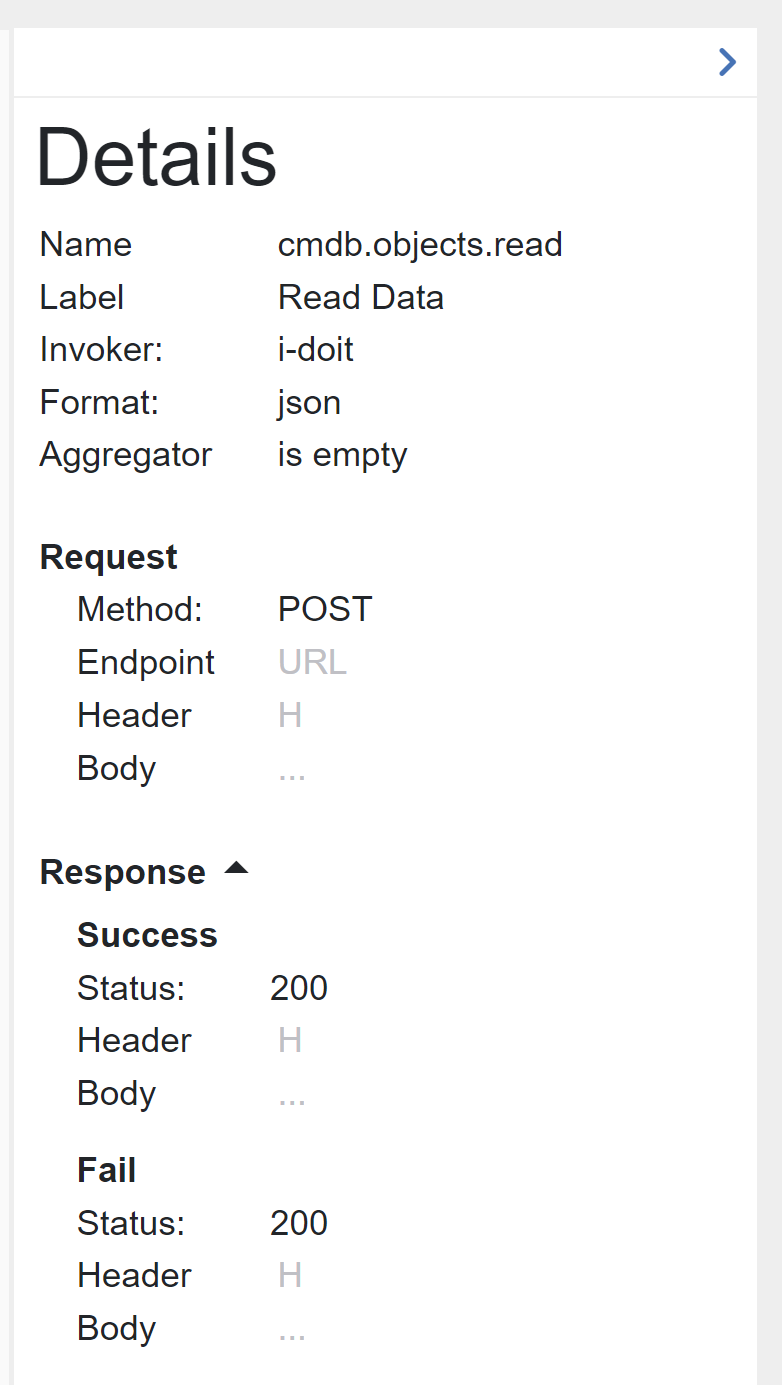 Details
Name cmdb.objects.read
Label Read Data
Invoker: i-doit
Format: json
Aggregator is empty
Request
Method: POST
Endpoint URL
Header H
Body ...
Response
Success
Status: 200
Header H
Body ...
Fail
Status: 200
Header H
Body ...